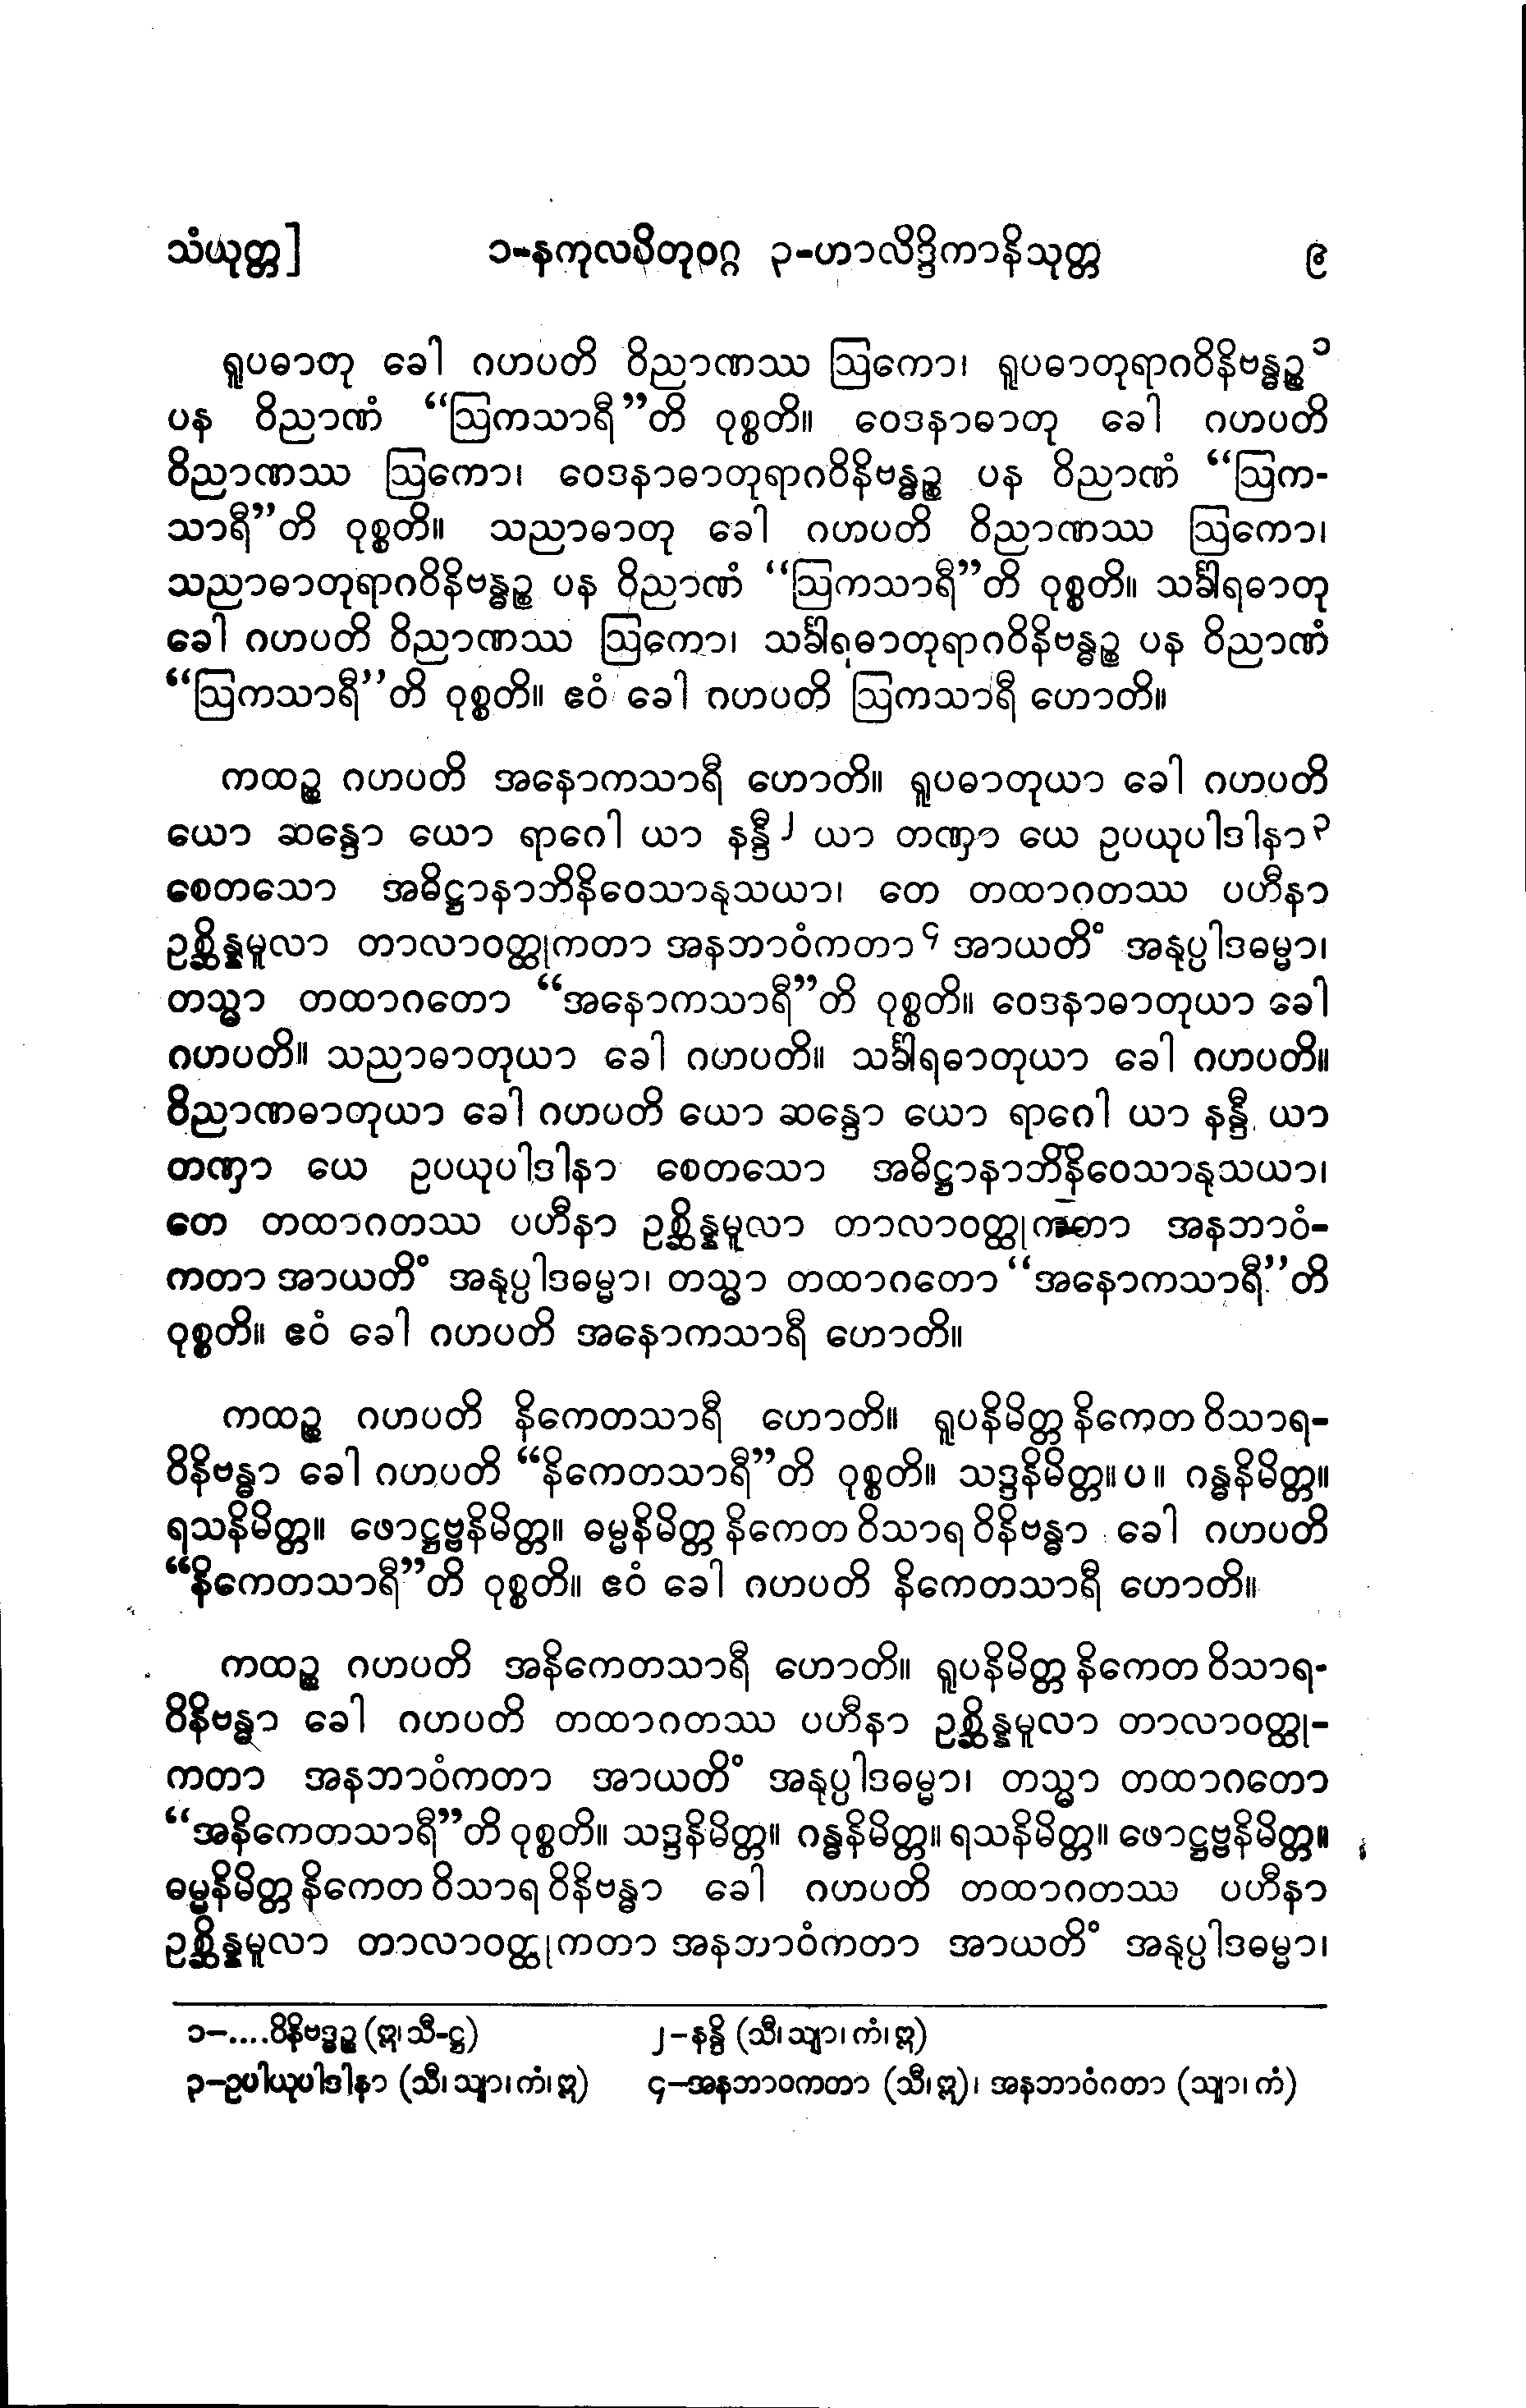 သံယုတ္တ] ၁-နကုလပိတုဝဂ္ဂ ၃-ဟာလိဒ္ဒိကာနိသုတ္တ ၉
ရူပဓာတု ခေါ ဂဟပတိ ဝိညာဏဿ ဩကော၊ ရူပဓာတုရာဂဝိနိဗန္ဓဉ္စ ၁
ပန ဝိညာဏံ “ဩကသာရီ”တိ ဝုစ္စတိ။ ဝေဒနာဓာတု ခေါ ဂဟပတိ
ဝိညာဏဿ ဩကော၊ ဝေဒနာဓာတုရာဂဝိနိဗန္ဓဉ္စ ပန ဝိညာဏံ “ဩက-
သာရီ”တိ ဝုစ္စတိ။ သညာဓာတု ခေါ ဂဟပတိ ဝိညာဏဿ ဩကော၊
သညာဓာတုရာဂဝိနိဗန္ဓဉ္စ ပန ဝိညာဏံ “ဩကသာရီ”တိ ဝုစ္စတိ။ သင်္ခါရဓာတု
ခေါ ဂဟပတိ ဝိညာဏဿ ဩကော၊ သင်္ခါရဓာတုရာဂဝိနိဗန္ဓဉ္စ ပန ဝိညာဏံ
“ဩကသာရီ”တိ ဝုစ္စတိ။ ဧဝံ ခေါ ဂဟပတိ ဩကသာရီ ဟောတိ။
ကထဉ္စ ဂဟပတိ အနောကသာရီ ဟောတိ။ ရူပဓာတုယာ ခေါ ဂဟပတိ
ယော ဆန္ဒော ယော ရာဂေါ ယာ နန္ဒီ ၂ ယာ တဏှာ ယေ ဥပယုပါဒါနာ ၃
စေတသော အဓိဋ္ဌာနာဘိနိဝေသာနုသယာ၊ တေ တထာဂတဿ ပဟီနာ
ဥစ္ဆိန္နမူလာ တာလာဝတ္ထုကတာ အနဘာဝံကတာ ၄ အာယတိံ အနုပ္ပါဒဓမ္မာ၊
တသ္မာ တထာဂတော “အနောကသာရီ”တိ ဝုစ္စတိ။ ဝေဒနာဓာတုယာ ခေါ
ဂဟပတိ။ သညာဓာတုယာ ခေါ ဂဟပတိ။ သင်္ခါရဓာတုယာ ခေါ ဂဟပတိ။
ဝိညာဏဓာတုယာ ခေါ ဂဟပတိ ယော ဆန္ဒော ယော ရာဂေါ ယာ နန္ဒီ ယာ
တဏှာ ယေ ဥပယုပါဒါနာ စေတသော အဓိဋ္ဌာနာဘိနိဝေသာနုသယာ၊
တေ တထာဂတဿ ပဟီနာ ဥစ္ဆိန္နမူလာ တာလာဝတ္ထုကတာ အနဘာဝံ-
ကတာ အာယတိံ အနုပ္ပါဒဓမ္မာ၊ တသ္မာ တထာဂတော “အနောကသာရီ”တိ
ဝုစ္စတိ။ ဧဝံ ခေါ ဂဟပတိ အနောကသာရီ ဟောတိ။
ကထဉ္စ ဂဟပတိ နိကေတသာရီ ဟောတိ။ ရူပနိမိတ္တ နိကေတ ဝိသာရ-
ဝိနိဗန္ဓာ ခေါ ဂဟပတိ “နိကေတသာရီ”တိ ဝုစ္စတိ။ သဒ္ဒနိမိတ္တ။ ပ။ ဂန္ဓနိမိတ္တ။
ရသနိမိတ္တ။ ဖောဋ္ဌဗ္ဗနိမိတ္တ။ ဓမ္မနိမိတ္တ နိကေတ ဝိသာရ ဝိနိဗန္ဓာ ခေါ ဂဟပတိ
“နိကေတသာရီ”တိ ဝုစ္စတိ။ ဧဝံ ခေါ ဂဟပတိ နိကေတသာရီ ဟောတိ။
ကထဉ္စ ဂဟပတိ အနိကေတသာရီ ဟောတိ။ ရူပနိမိတ္တ နိကေတ ဝိသာရ-
ဝိနိဗန္ဓာ ခေါ ဂဟပတိ တထာဂတဿ ပဟီနာ ဥစ္ဆိန္နမူလာ တာလာဝတ္ထု-
ကတာ အနဘာဝံကတာ အာယတိံ အနုပ္ပါဒဓမ္မာ၊ တသ္မာ တထာဂတော
“အနိကေတသာရီ”တိ ဝုစ္စတိ။ သဒ္ဒနိမိတ္တ။ ဂန္ဓနိမိတ္တ။ ရသနိမိတ္တ။ ဖောဋ္ဌဗ္ဗနိမိတ္တ။
ဓမ္မနိမိတ္တ နိကေတ ဝိသာရ ဝိနိဗန္ဓာ ခေါ ဂဟပတိ တထာဂတဿ ပဟီနာ
ဥစ္ဆိန္နမူလာ တာလာဝတ္ထုကတာ အနဘာဝံကတာ အာယတိံ အနုပ္ပါဒဓမ္မာ၊
၁-....ဝိနိဗဒ္ဓဉ္စ (ဣ၊ သီ-ဋ္ဌ) ၂-နန္ဒိ (သီ၊ သျာ၊ ကံ၊ ဣ)
၃-ဥပါယုပါဒါနာ (သီ၊ သျာ၊ ကံ၊ ဣ) ၄-အနဘာဝကတာ (သီ၊ ဣ)၊ အနဘာဝံဂတာ (သျာ၊ ကံ)